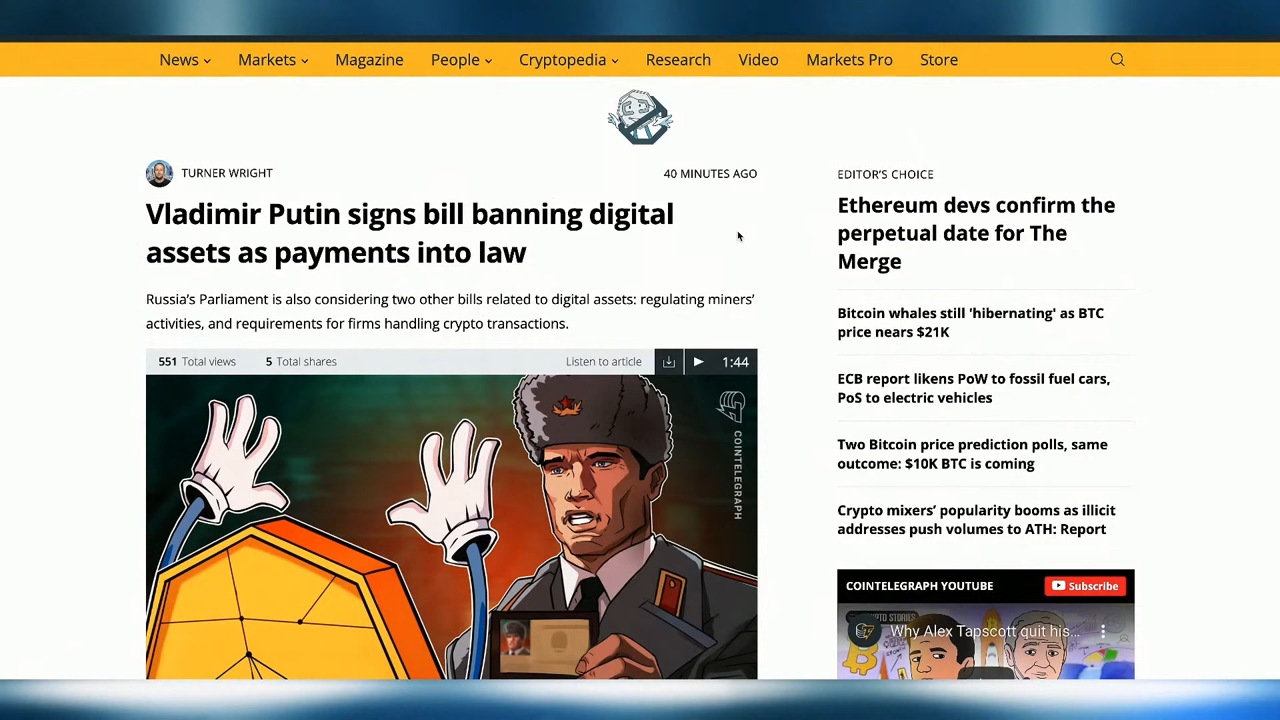 News
Markets
Magazine
People
Cryptopedia
Research
Video
Markets Pro
Store
TURNER WRIGHT
40 MINUTES AGO
Vladimir Putin signs bill banning digital
assets as payments into law
Russia's Parliament is also considering two other bills related to digital assets: regulating miners'
activities, and requirements for firms handling crypto transactions.
551 Total views
5 Total shares
Listen to article
1:44
COINTELEGRAPH
EDITOR'S CHOICE
Ethereum devs confirm the
perpetual date for The
Merge
Bitcoin whales still 'hibernating' as BTC
price nears $21K
ECB report likens PoW to fossil fuel cars,
PoS to electric vehicles
Two Bitcoin price prediction polls, same
outcome: $10K BTC is coming
Crypto mixers' popularity booms as illicit
addresses push volumes to ATH: Report
COINTELEGRAPH YOUTUBE
Subscribe
Why Alex Tapscott quit his...